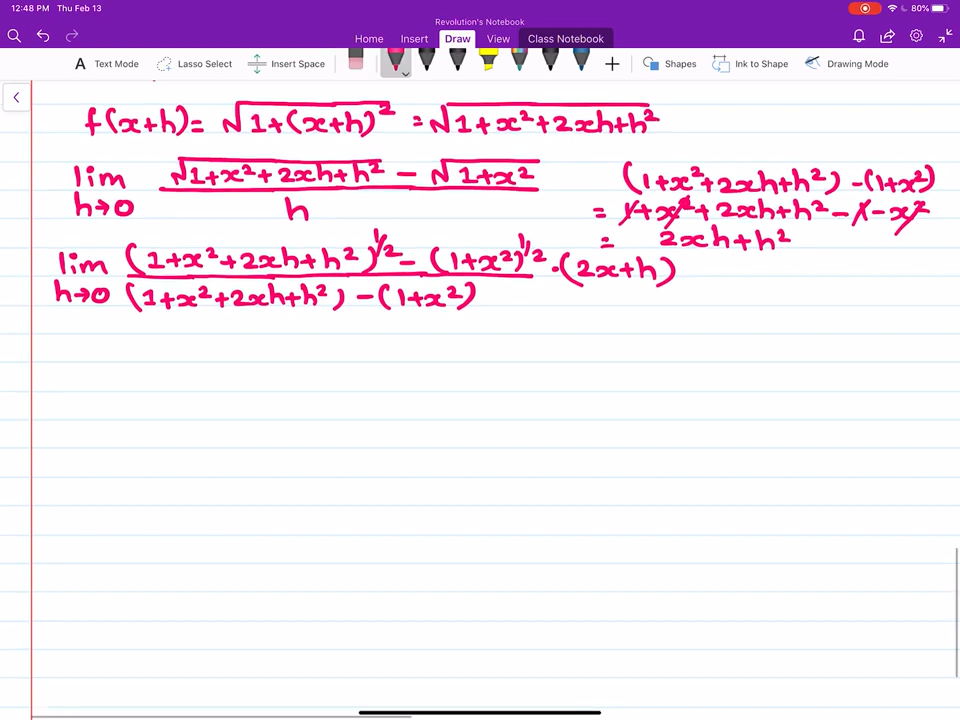 12:48 PM Thu Feb 13 80%
Revolution's Notebook
Home Insert Draw View Class Notebook
Text Mode Lasso Select Insert Space Shapes Ink to Shape Drawing Mode
f(x+h)= √1+(x+h)² = √1+x²+2xh+h²
lim h→0 √1+x²+2xh+h² − √1+x² / h
(1+x²+2xh+h²) −(1+x²)
= 1+x²+2xh+h²−1−x²
= 2xh+h²
lim h→0 (1+x²+2xh+h²)^1/2 − (1+x²)^1/2 / (1+x²+2xh+h²) −(1+x²) · (2x+h)